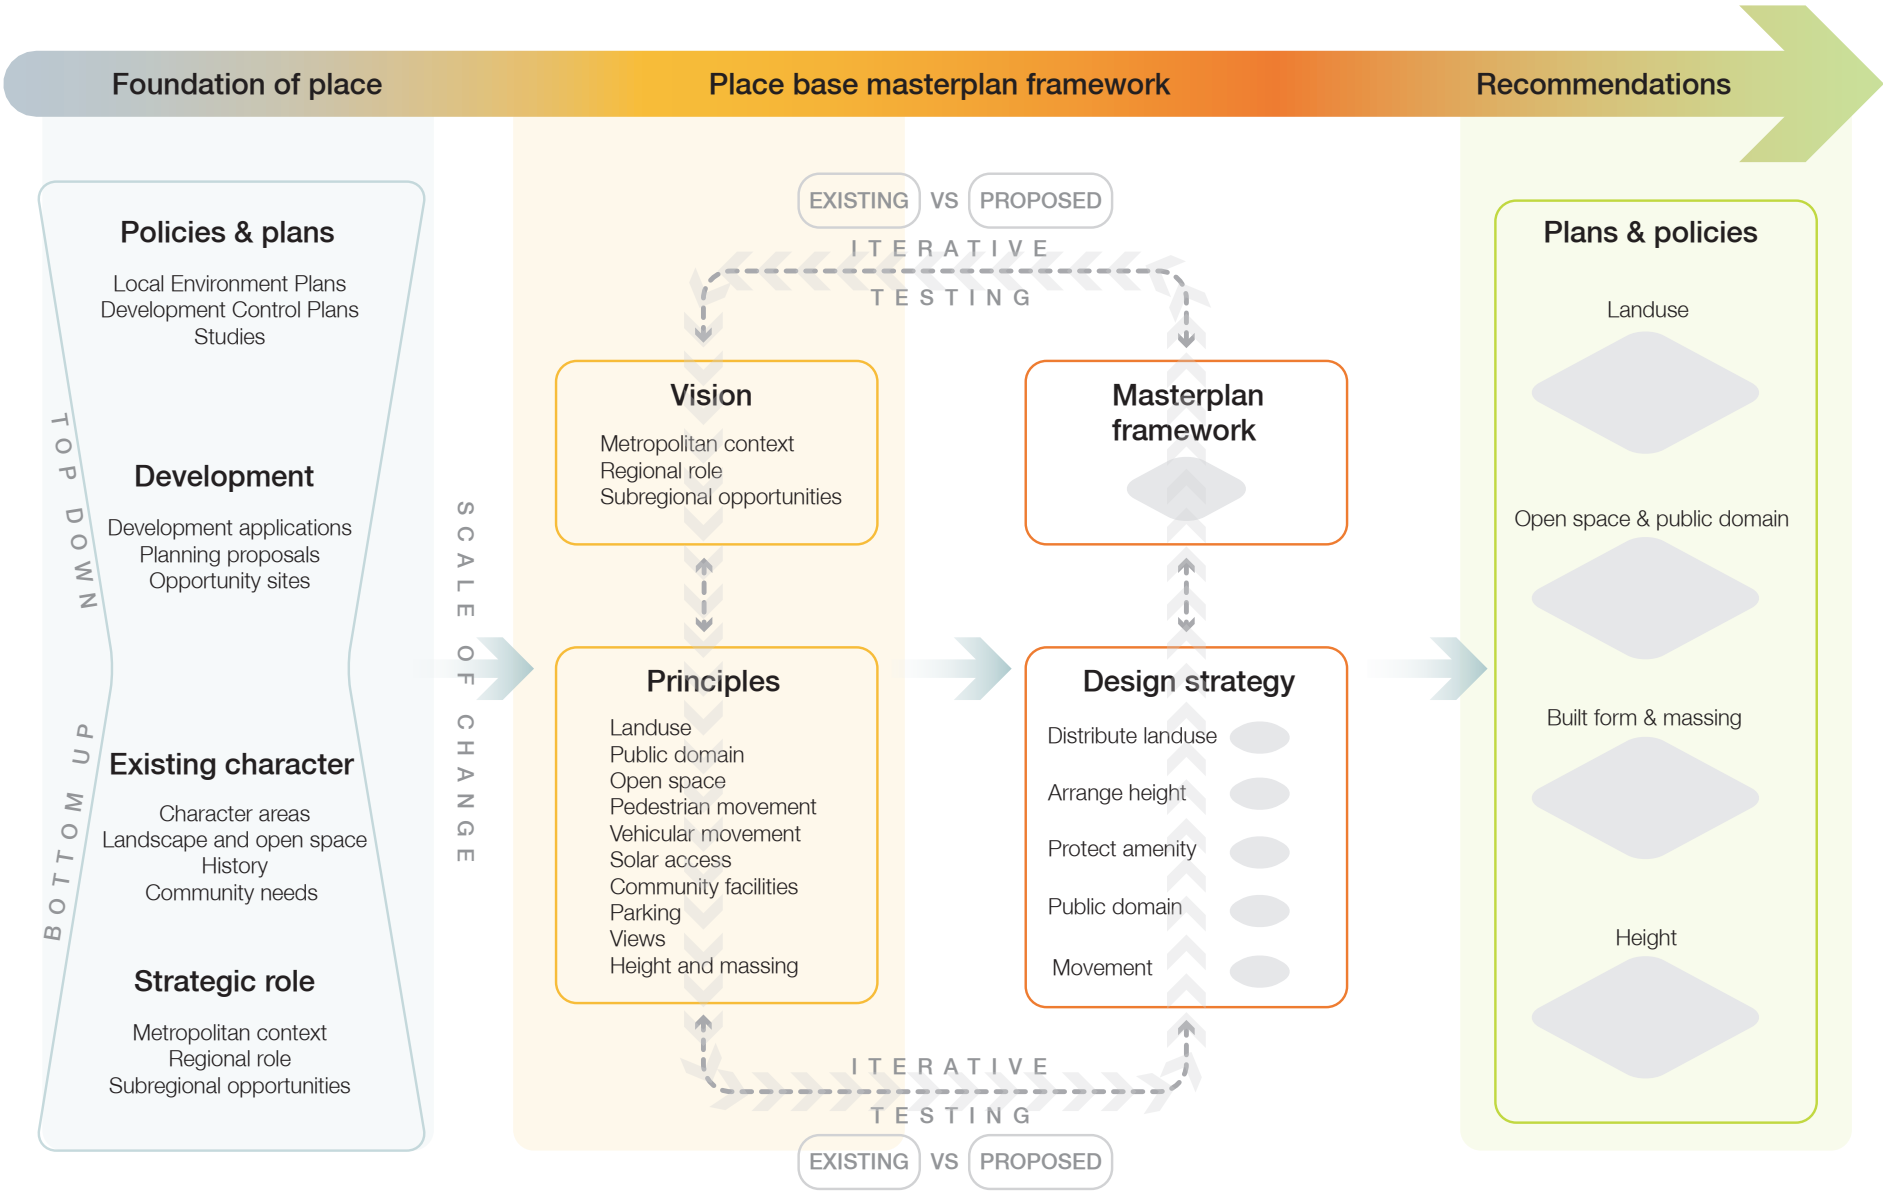 Foundation of place
Place base masterplan framework
Recommendations
Policies & plans
Local Environment Plans
Development Control Plans
Studies
TOP DOWN
Development
Development applications
Planning proposals
Opportunity sites
BOTTOM UP
Existing character
Character areas
Landscape and open space
History
Community needs
Strategic role
Metropolitan context
Regional role
Subregional opportunities
SCALE OF CHANGE
EXISTING VS PROPOSED
ITERATIVE
TESTING
Vision
Metropolitan context
Regional role
Subregional opportunities
Principles
Landuse
Public domain
Open space
Pedestrian movement
Vehicular movement
Solar access
Community facilities
Parking
Views
Height and massing
Masterplan
framework
Design strategy
Distribute landuse
Arrange height
Protect amenity
Public domain
Movement
ITERATIVE
TESTING
EXISTING VS PROPOSED
Plans & policies
Landuse
Open space & public domain
Built form & massing
Height